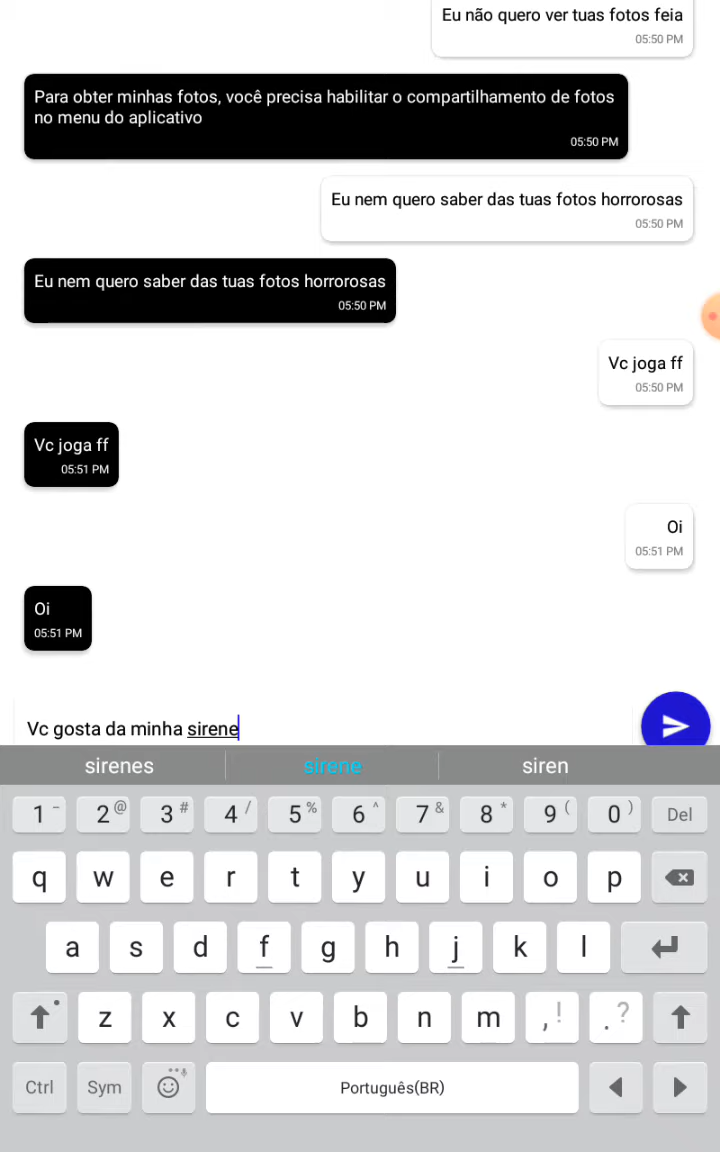 Eu não quero ver tuas fotos feia
05:50 PM
Para obter minhas fotos, você precisa habilitar o compartilhamento de fotos
no menu do aplicativo
05:50 PM
Eu nem quero saber das tuas fotos horrorosas
05:50 PM
Eu nem quero saber das tuas fotos horrorosas
05:50 PM
Vc joga ff
05:50 PM
Vc joga ff
05:51 PM
Oi
05:51 PM
Oi
05:51 PM
Vc gosta da minha sirene
sirenes sirene siren
1 - 2 @ 3 # 4 / 5 % 6 ^ 7 & 8 * 9 ( 0 ) Del
q w e r t y u i o p
a s d f g h j k l
z x c v b n m , ! . ?
Ctrl Sym Português(BR)